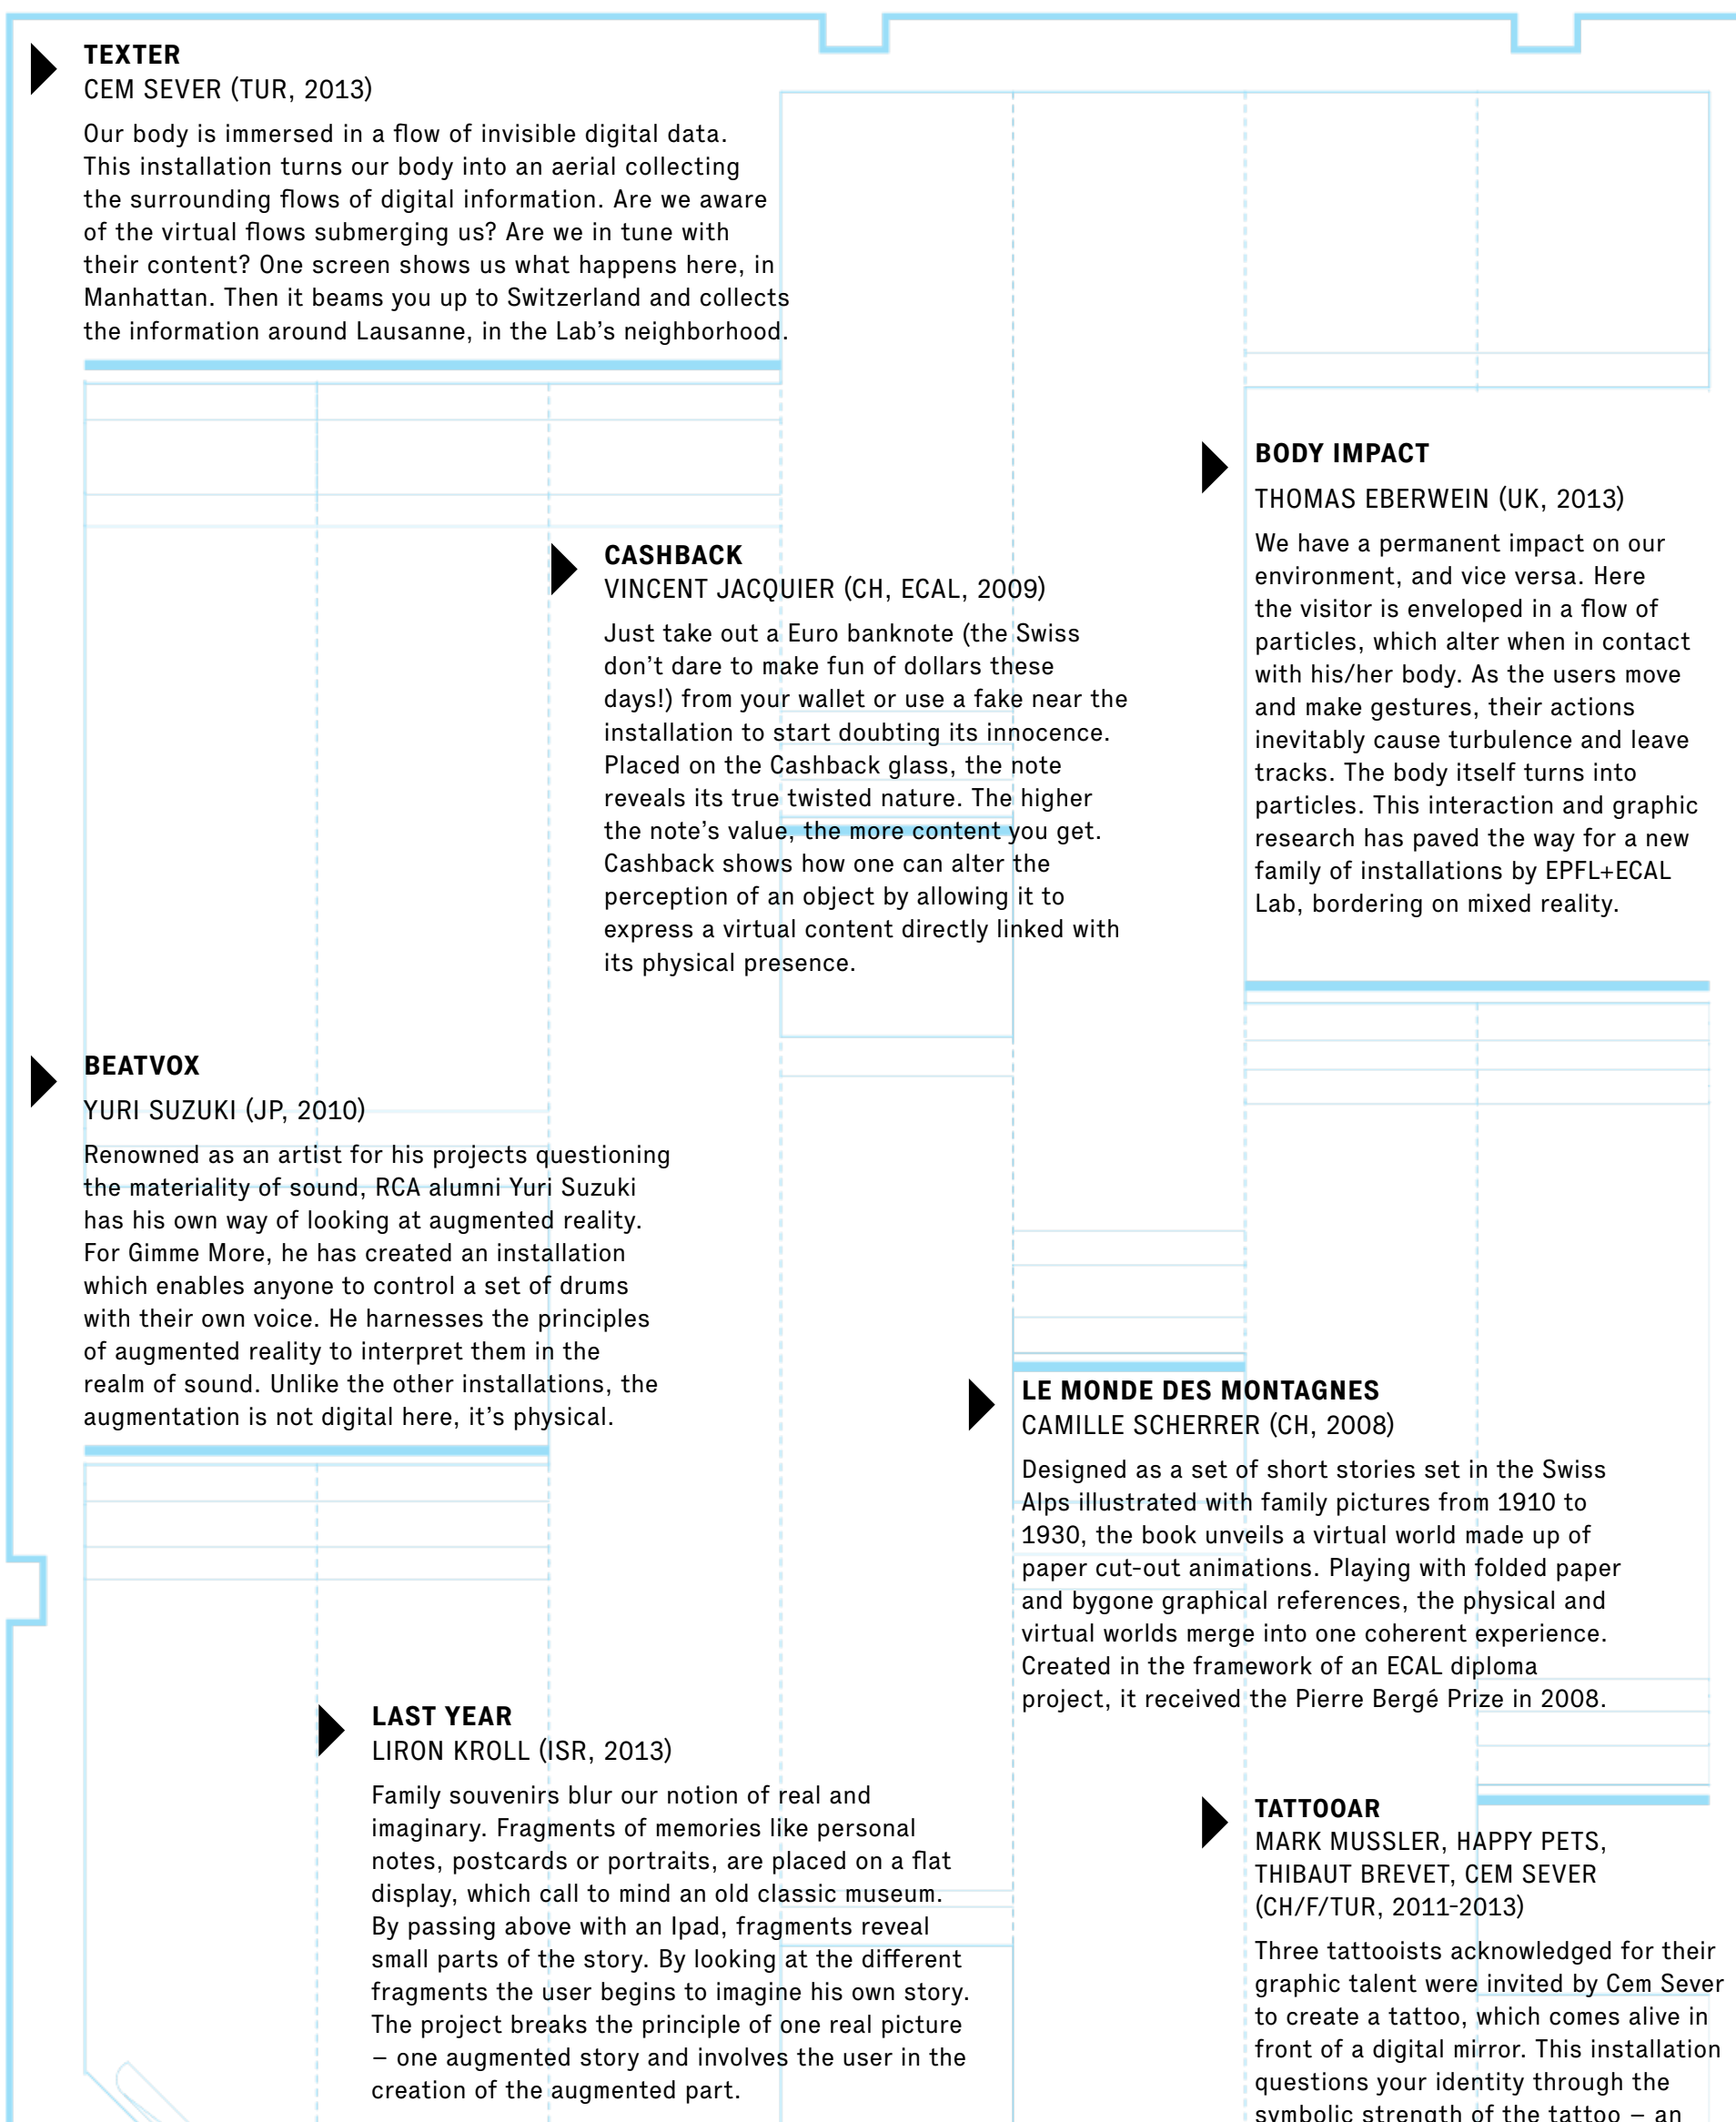 TEXTER
CEM SEVER (TUR, 2013)
Our body is immersed in a flow of invisible digital data.
This installation turns our body into an aerial collecting
the surrounding flows of digital information. Are we aware
of the virtual flows submerging us? Are we in tune with
their content? One screen shows us what happens here, in
Manhattan. Then it beams you up to Switzerland and collects
the information around Lausanne, in the Lab's neighborhood.
BODY IMPACT
THOMAS EBERWEIN (UK, 2013)
We have a permanent impact on our
environment, and vice versa. Here
the visitor is enveloped in a flow of
particles, which alter when in contact
with his/her body. As the users move
and make gestures, their actions
inevitably cause turbulence and leave
tracks. The body itself turns into
particles. This interaction and graphic
research has paved the way for a new
family of installations by EPFL+ECAL
Lab, bordering on mixed reality.
CASHBACK
VINCENT JACQUIER (CH, ECAL, 2009)
Just take out a Euro banknote (the Swiss
don't dare to make fun of dollars these
days!) from your wallet or use a fake near the
installation to start doubting its innocence.
Placed on the Cashback glass, the note
reveals its true twisted nature. The higher
the note's value, the more content you get.
Cashback shows how one can alter the
perception of an object by allowing it to
express a virtual content directly linked with
its physical presence.
BEATVOX
YURI SUZUKI (JP, 2010)
Renowned as an artist for his projects questioning
the materiality of sound, RCA alumni Yuri Suzuki
has his own way of looking at augmented reality.
For Gimme More, he has created an installation
which enables anyone to control a set of drums
with their own voice. He harnesses the principles
of augmented reality to interpret them in the
realm of sound. Unlike the other installations, the
augmentation is not digital here, it's physical.
LE MONDE DES MONTAGNES
CAMILLE SCHERRER (CH, 2008)
Designed as a set of short stories set in the Swiss
Alps illustrated with family pictures from 1910 to
1930, the book unveils a virtual world made up of
paper cut-out animations. Playing with folded paper
and bygone graphical references, the physical and
virtual worlds merge into one coherent experience.
Created in the framework of an ECAL diploma
project, it received the Pierre Bergé Prize in 2008.
LAST YEAR
LIRON KROLL (ISR, 2013)
Family souvenirs blur our notion of real and
imaginary. Fragments of memories like personal
notes, postcards or portraits, are placed on a flat
display, which call to mind an old classic museum.
By passing above with an Ipad, fragments reveal
small parts of the story. By looking at the different
fragments the user begins to imagine his own story.
The project breaks the principle of one real picture
– one augmented story and involves the user in the
creation of the augmented part.
TATTOOAR
MARK MUSSLER, HAPPY PETS,
THIBAUT BREVET, CEM SEVER
(CH/F/TUR, 2011-2013)
Three tattooists acknowledged for their
graphic talent were invited by Cem Sever
to create a tattoo, which comes alive in
front of a digital mirror. This installation
questions your identity through the
symbolic strength of the tattoo – an